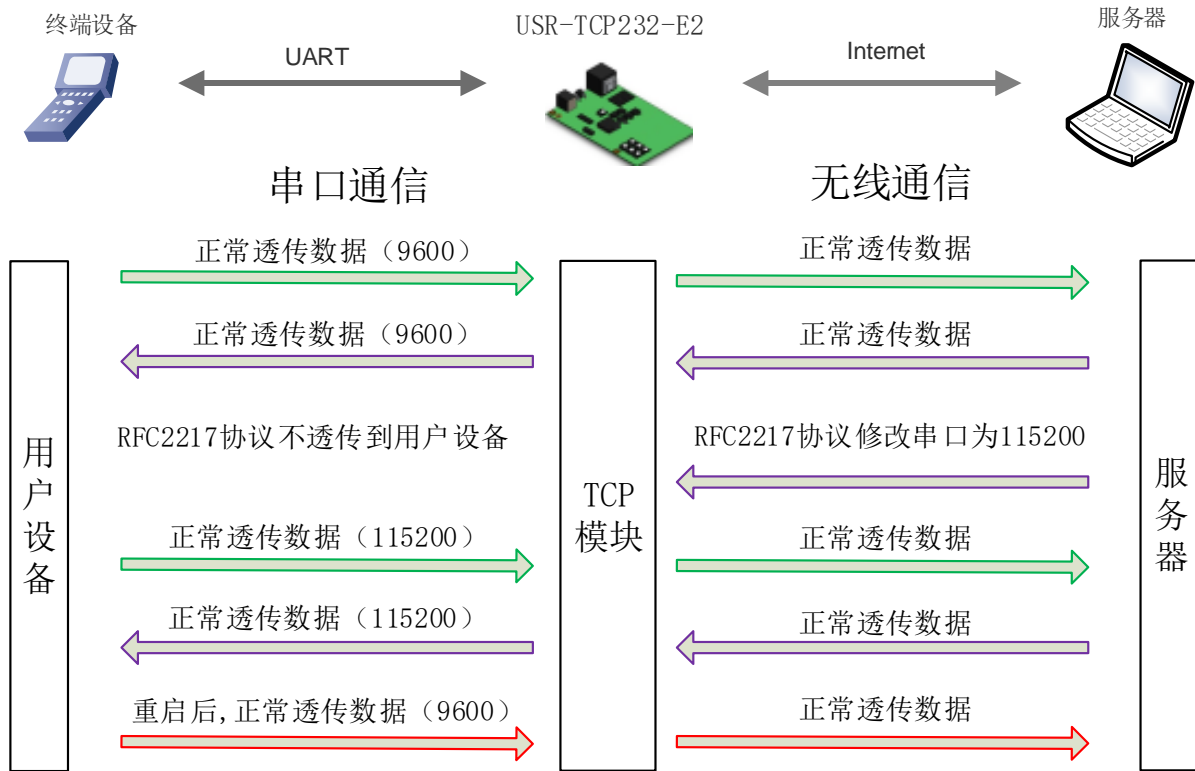 终端设备
USR-TCP232-E2
服务器
UART
Internet
串口通信
无线通信
正常透传数据（9600）
正常透传数据
正常透传数据（9600）
正常透传数据
RFC2217协议不透传到用户设备
RFC2217协议修改串口为115200
用户设备
TCP
模块
服务器
正常透传数据（115200）
正常透传数据
正常透传数据（115200）
正常透传数据
重启后,正常透传数据（9600）
正常透传数据